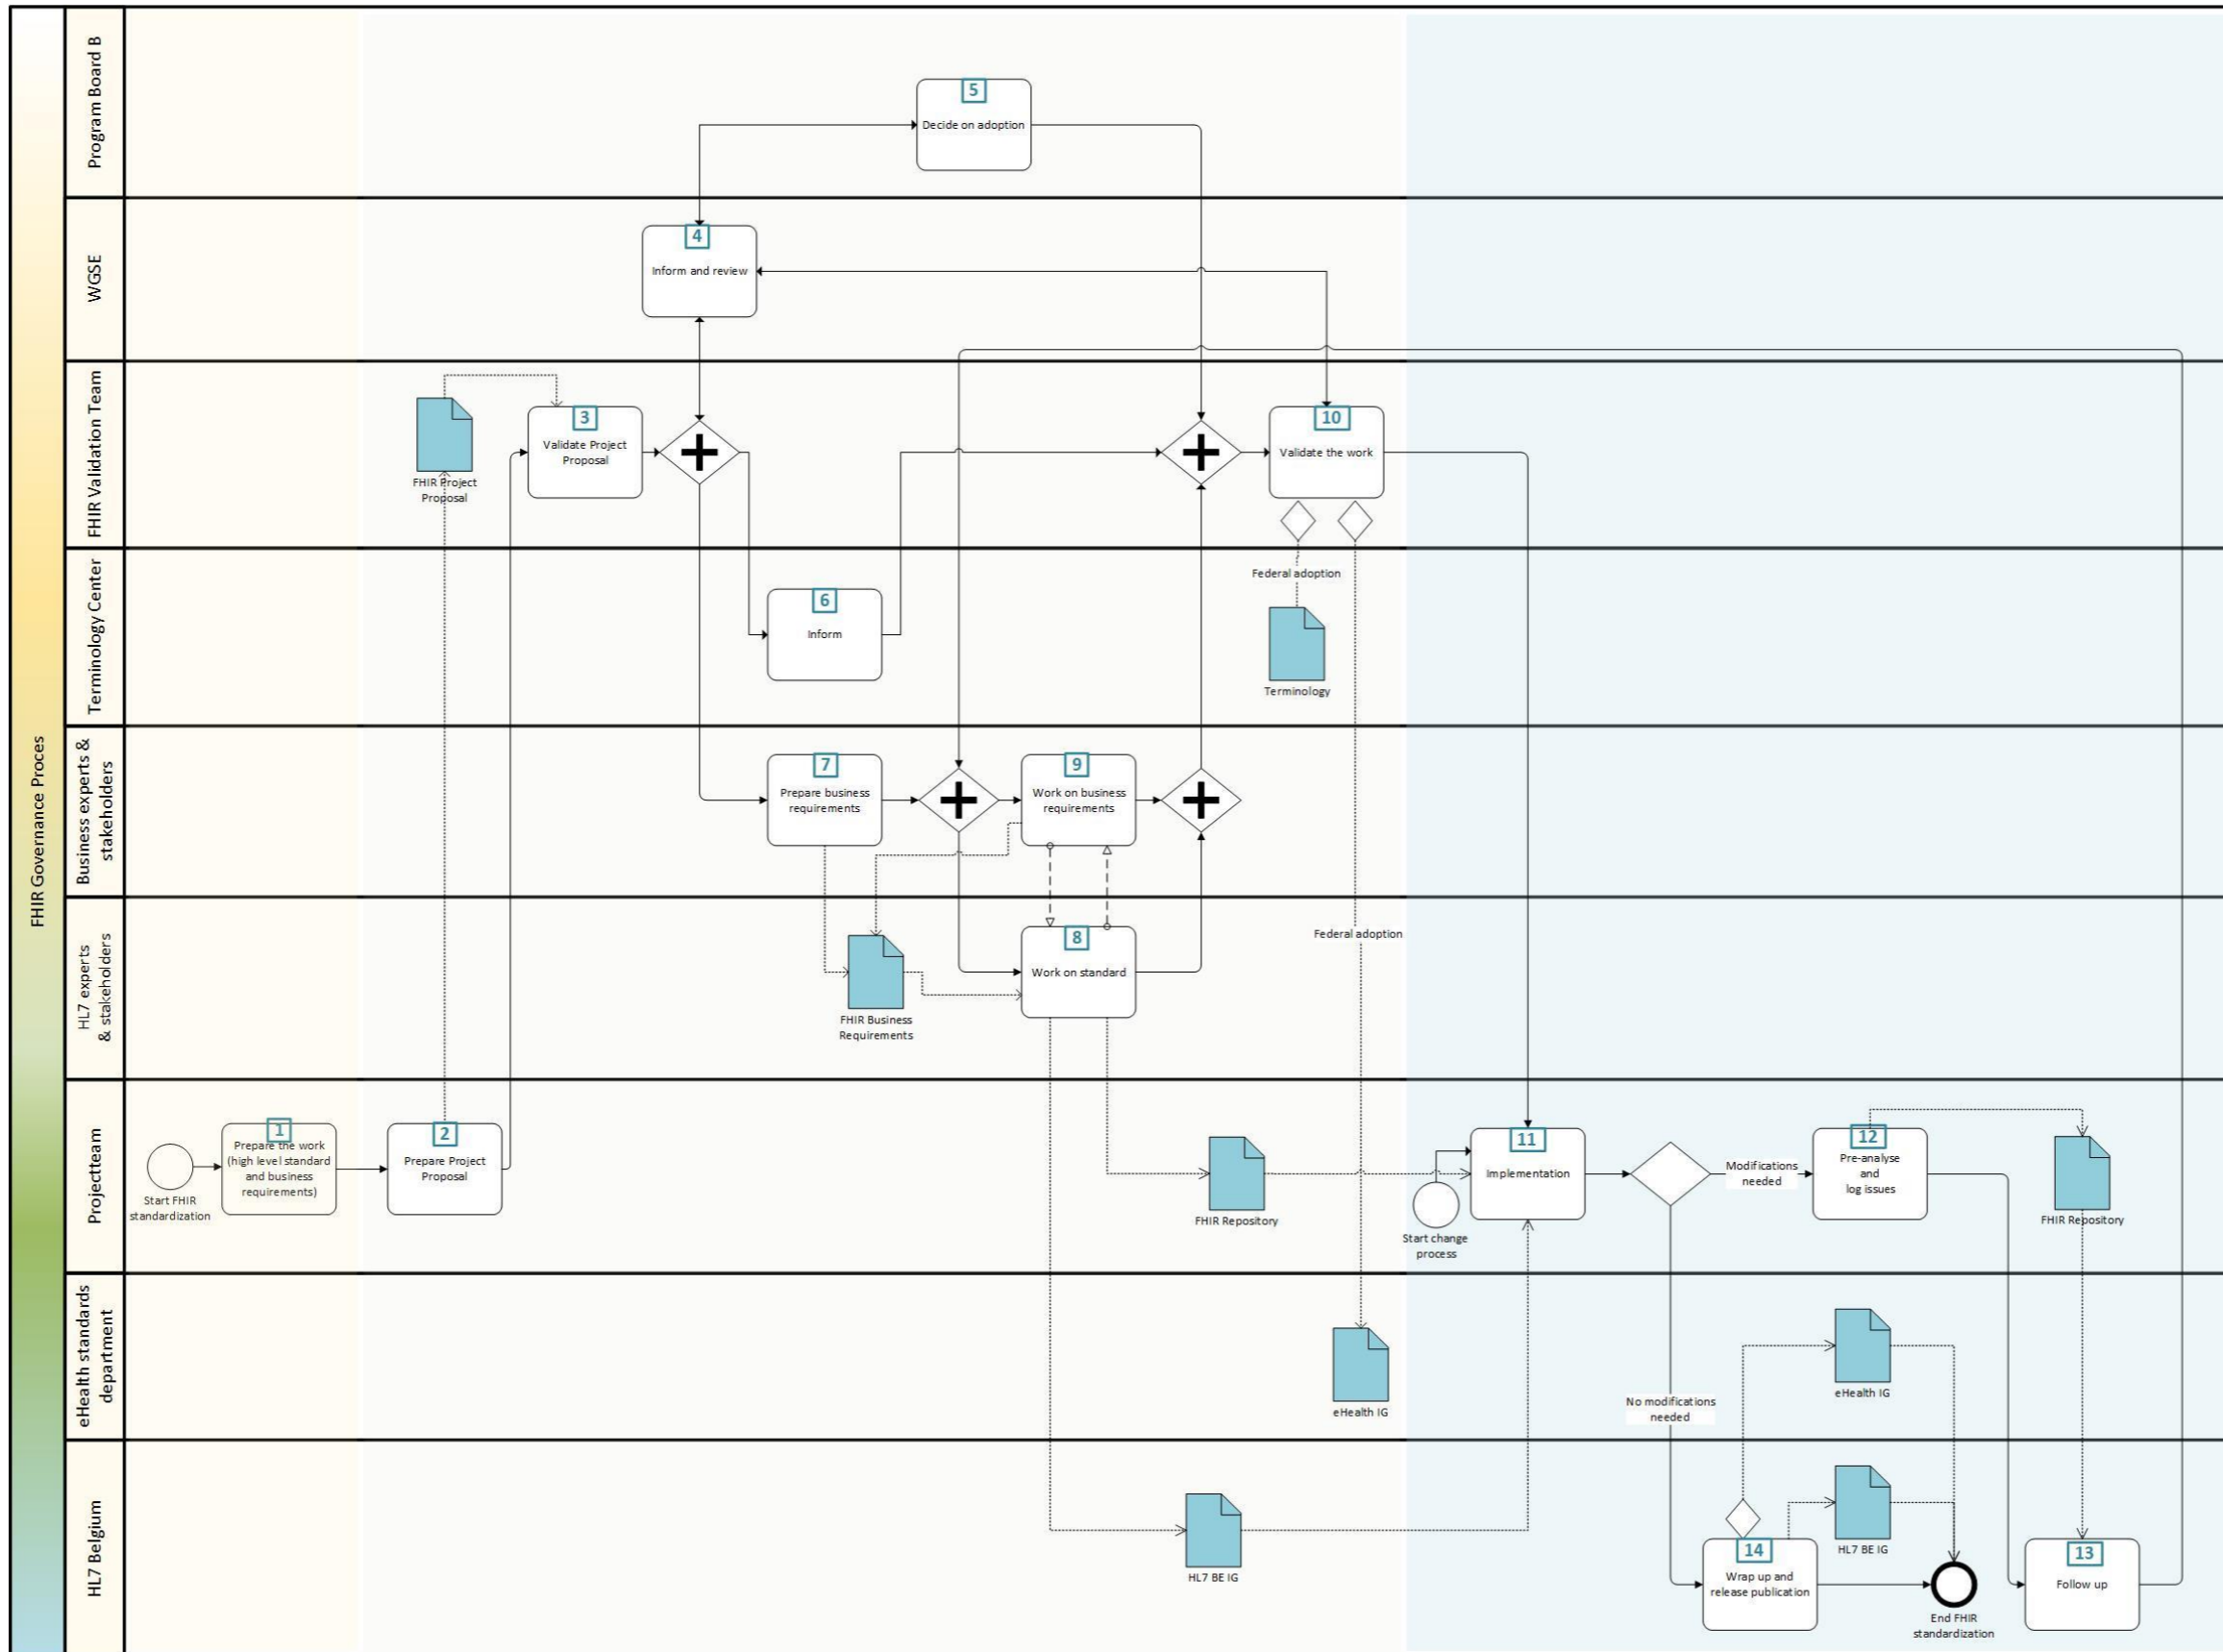 FHIR Governance Proces
Program Board B
5
Decide on adoption
WGSE
4
Inform and review
FHIR Validation Team
FHIR Project
Proposal
3
Validate Project
Proposal
10
Validate the work
Terminology Center
6
Inform
Federal adoption
Terminology
Business experts &
stakeholders
7
Prepare business
requirements
9
Work on business
requirements
HL7 experts
& stakeholders
FHIR Business
Requirements
8
Work on standard
Federal adoption
Projectteam
Start FHIR
standardization
1
Prepare the work
(high level standard
and business
requirements)
2
Prepare Project
Proposal
FHIR Repository
Start change
process
11
Implementation
Modifications
needed
12
Pre-analyse
and
log issues
FHIR Repository
eHealth standards
department
eHealth IG
No modifications
needed
eHealth IG
HL7 Belgium
HL7 BE IG
14
Wrap up and
release publication
HL7 BE IG
End FHIR
standardization
13
Follow up